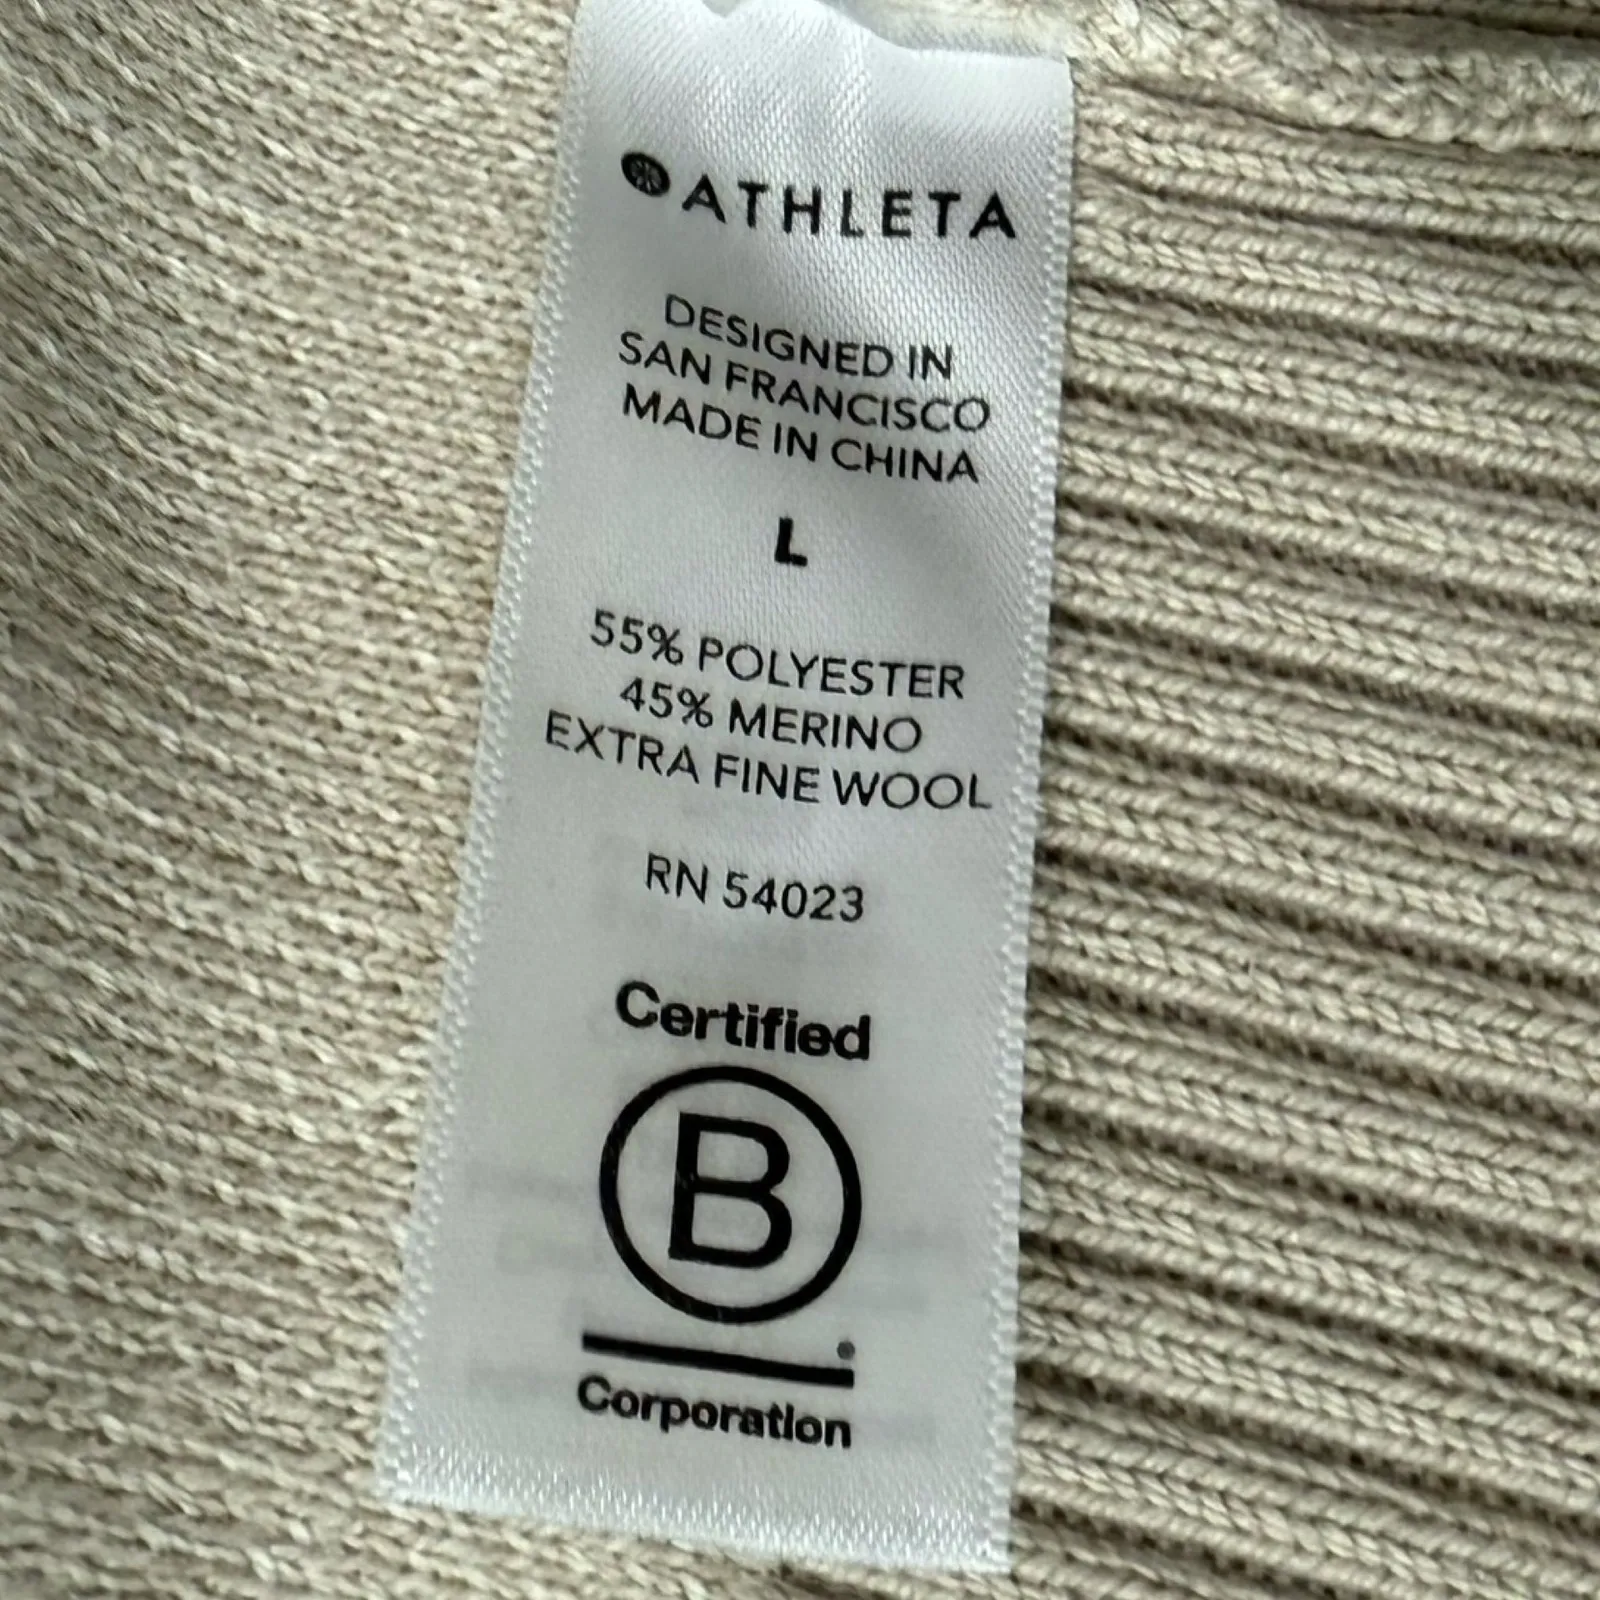 ATHLETA
DESIGNED IN
SAN FRANCISCO
MADE IN CHINA
L
55% POLYESTER
45% MERINO
EXTRA FINE WOOL
RN 54023
Certified
B
Corporation